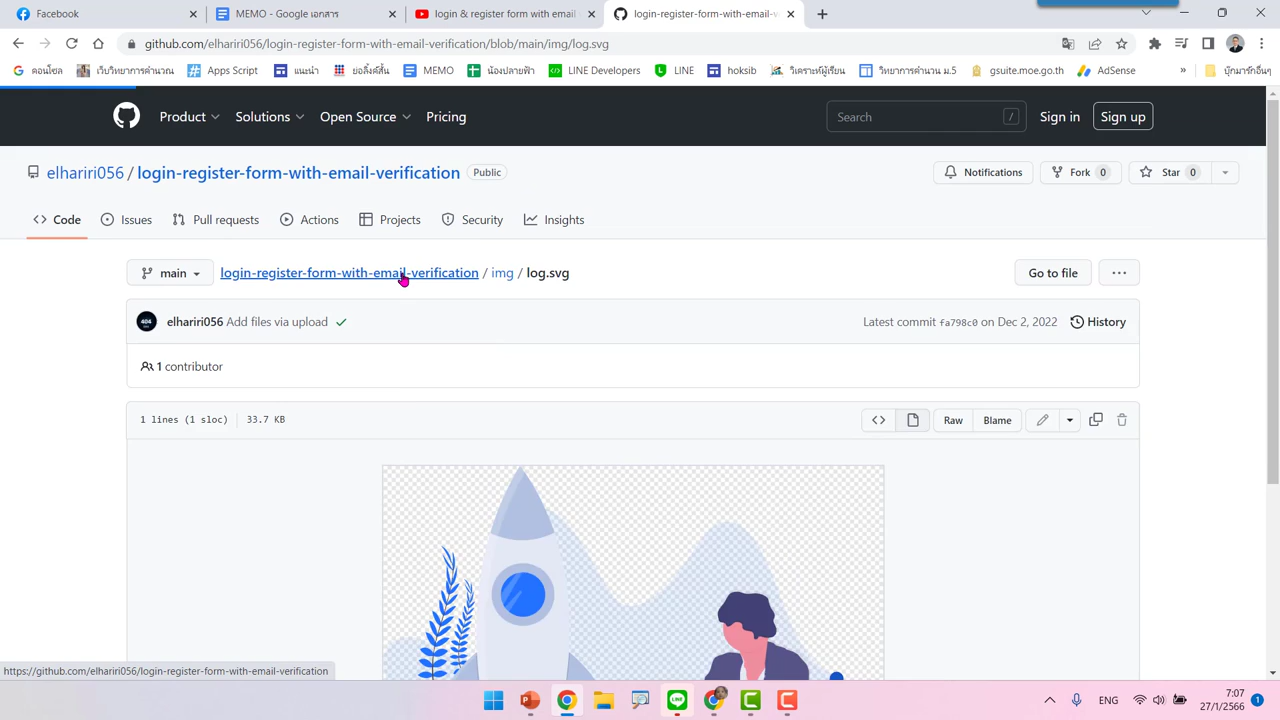 Facebook
MEMO - Google เอกสาร
login & register form with email
login-register-form-with-email-v
github.com/elhariri056/login-register-form-with-email-verification/blob/main/img/log.svg
คอนโซล
เว็บวิทยาการคำนวณ
Apps Script
แนะนำ
ย่อลิ้งค์สั้น
MEMO
น้องปลายฟ้า
LINE Developers
LINE
hoksib
วิเคราะห์ผู้เรียน
วิทยาการคำนวณ ม.5
gsuite.moe.go.th
AdSense
»
บุ๊กมาร์กอื่นๆ
Product
Solutions
Open Source
Pricing
Search /
Sign in
Sign up
elhariri056 / login-register-form-with-email-verification Public
Notifications
Fork 0
Star 0
Code
Issues
Pull requests
Actions
Projects
Security
Insights
main
login-register-form-with-email-verification / img / log.svg
Go to file
elhariri056 Add files via upload
Latest commit fa798c0 on Dec 2, 2022
History
1 contributor
1 lines (1 sloc) 33.7 KB
Raw
Blame
https://github.com/elhariri056/login-register-form-with-email-verification
ENG
7:07
27/1/2566
1